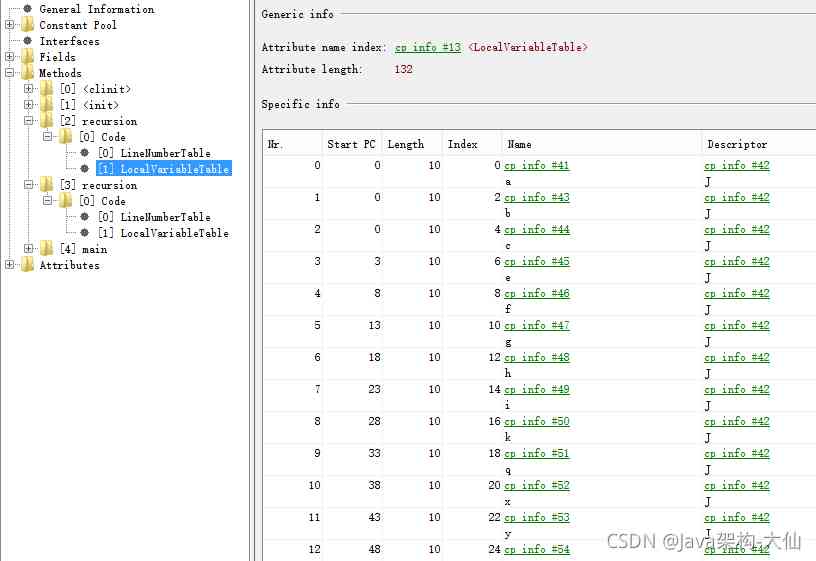 General Information
Constant Pool
Interfaces
Fields
Methods
[0] <clinit>
[1] <init>
[2] recursion
[0] Code
[0] LineNumberTable
[1] LocalVariableTable
[3] recursion
[0] Code
[0] LineNumberTable
[1] LocalVariableTable
[4] main
Attributes
Generic info
Attribute name index: cp info #13 <LocalVariableTable>
Attribute length: 132
Specific info
Nr. Start PC Length Index Name Descriptor
0 0 10 0 cp info #41 cp info #42
a J
1 0 10 2 cp info #43 cp info #42
b J
2 0 10 4 cp info #44 cp info #42
c J
3 3 10 6 cp info #45 cp info #42
e J
4 8 10 8 cp info #46 cp info #42
f J
5 13 10 10 cp info #47 cp info #42
g J
6 18 10 12 cp info #48 cp info #42
h J
7 23 10 14 cp info #49 cp info #42
i J
8 28 10 16 cp info #50 cp info #42
k J
9 33 10 18 cp info #51 cp info #42
q J
10 38 10 20 cp info #52 cp info #42
x J
11 43 10 22 cp info #53 cp info #42
y J
12 48 10 24 cp info #54 cp info #42
CSDN @Java架构-大仙